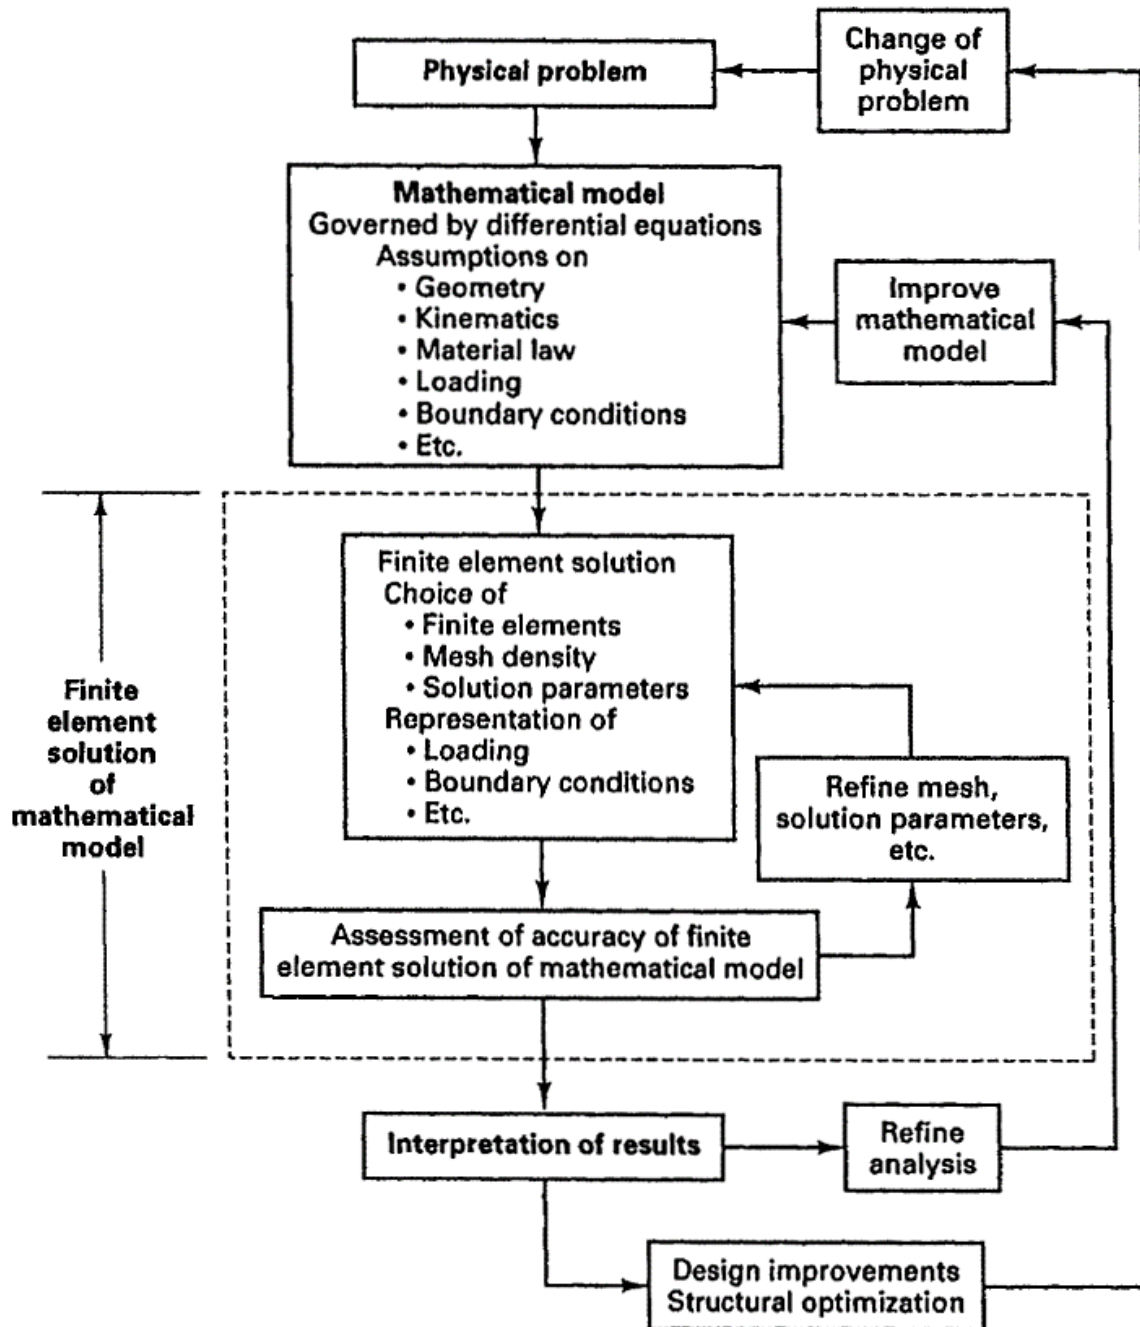 Change of
physical
problem
Physical problem
Mathematical model
Governed by differential equations
Assumptions on
• Geometry
• Kinematics
• Material law
• Loading
• Boundary conditions
• Etc.
Improve
mathematical
model
Finite element solution
Choice of
• Finite elements
• Mesh density
• Solution parameters
Representation of
• Loading
• Boundary conditions
• Etc.
Finite
element
solution
of
mathematical
model
Refine mesh,
solution parameters,
etc.
Assessment of accuracy of finite
element solution of mathematical model
Interpretation of results
Refine
analysis
Design improvements
Structural optimization